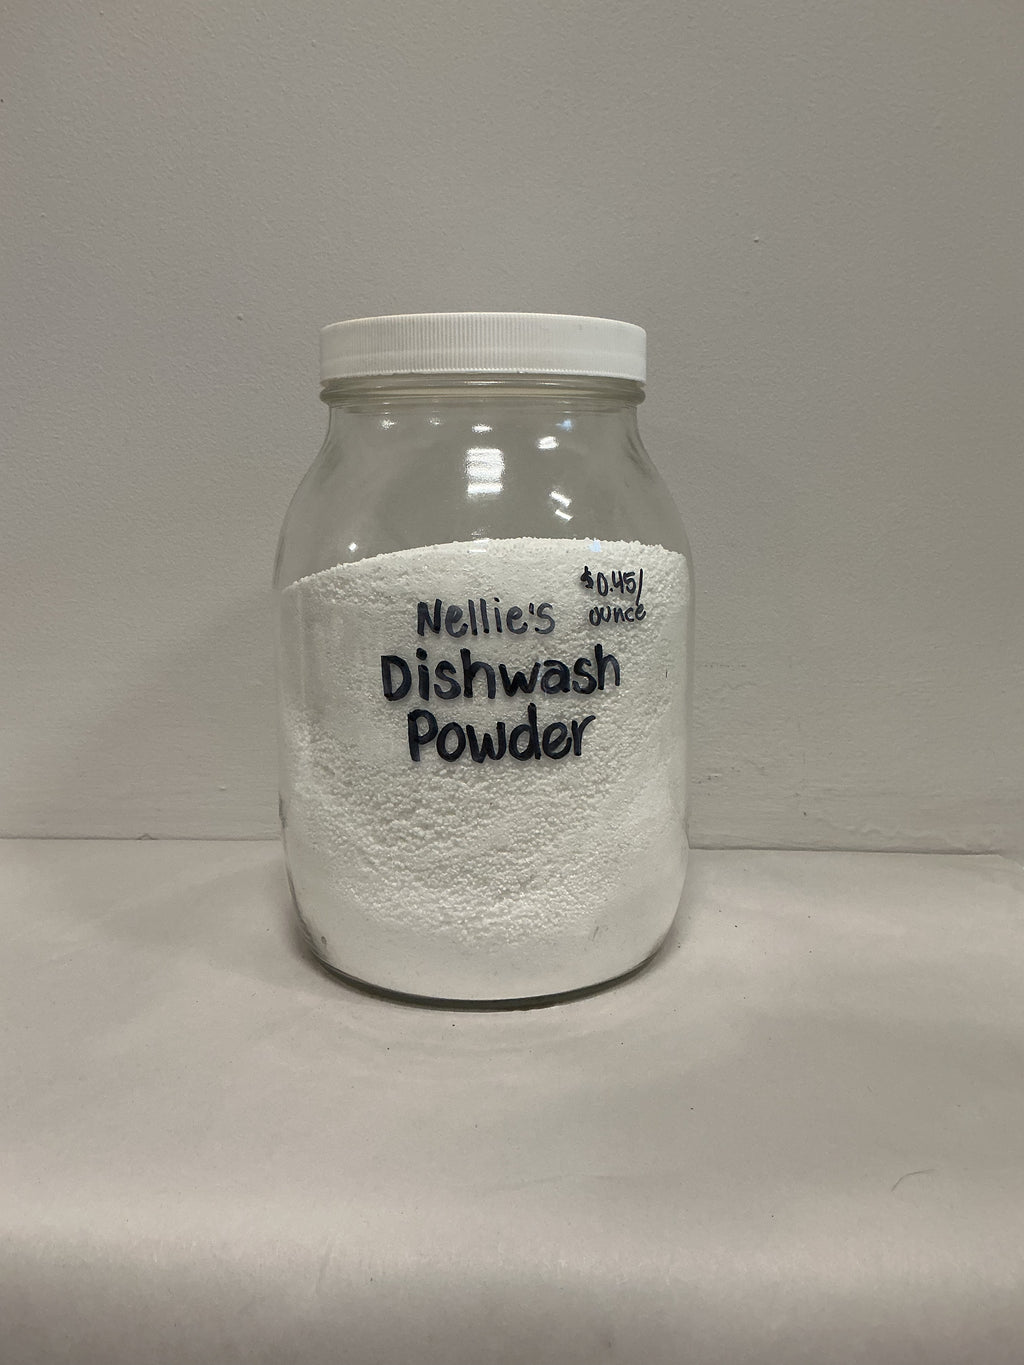 $0.45/
ounce
Nellie's
Dishwash
Powder